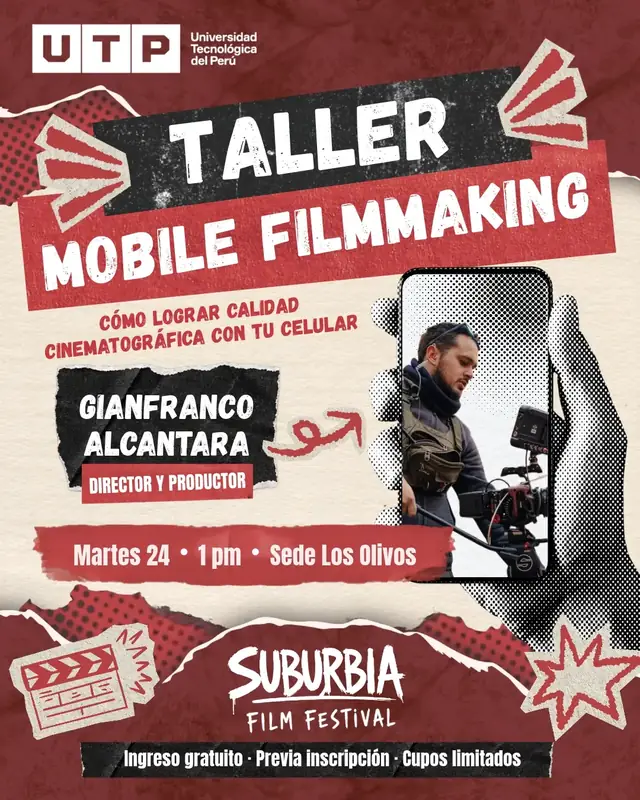 UTP
Universidad
Tecnológica
del Perú
TALLER
MOBILE FILMMAKING
CÓMO LOGRAR CALIDAD
CINEMATOGRÁFICA CON TU CELULAR
GIANFRANCO
ALCANTARA
DIRECTOR Y PRODUCTOR
Martes 24 • 1 pm • Sede Los Olivos
SUBURBIA
FILM FESTIVAL
Ingreso gratuito · Previa inscripción · Cupos limitados